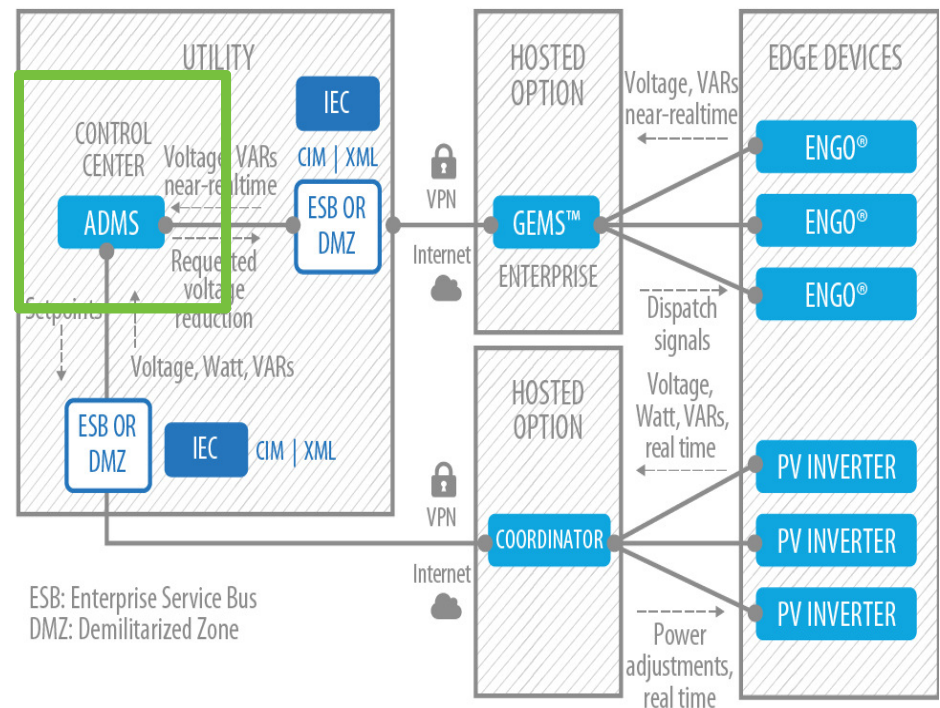 UTILITY
CONTROL
CENTER
ADMS
Voltage, VARs
near-realtime
Requested
voltage
reduction
IEC
CIM | XML
ESB OR
DMZ
Setpoints
Voltage, Watt, VARs
ESB OR
DMZ
IEC
CIM | XML
VPN
Internet
HOSTED
OPTION
GEMS™
ENTERPRISE
Voltage, VARs
near-realtime
Dispatch
signals
EDGE DEVICES
ENGO®
ENGO®
ENGO®
VPN
Internet
HOSTED
OPTION
COORDINATOR
Voltage,
Watt, VARs,
real time
Power
adjustments,
real time
PV INVERTER
PV INVERTER
PV INVERTER
ESB: Enterprise Service Bus
DMZ: Demilitarized Zone